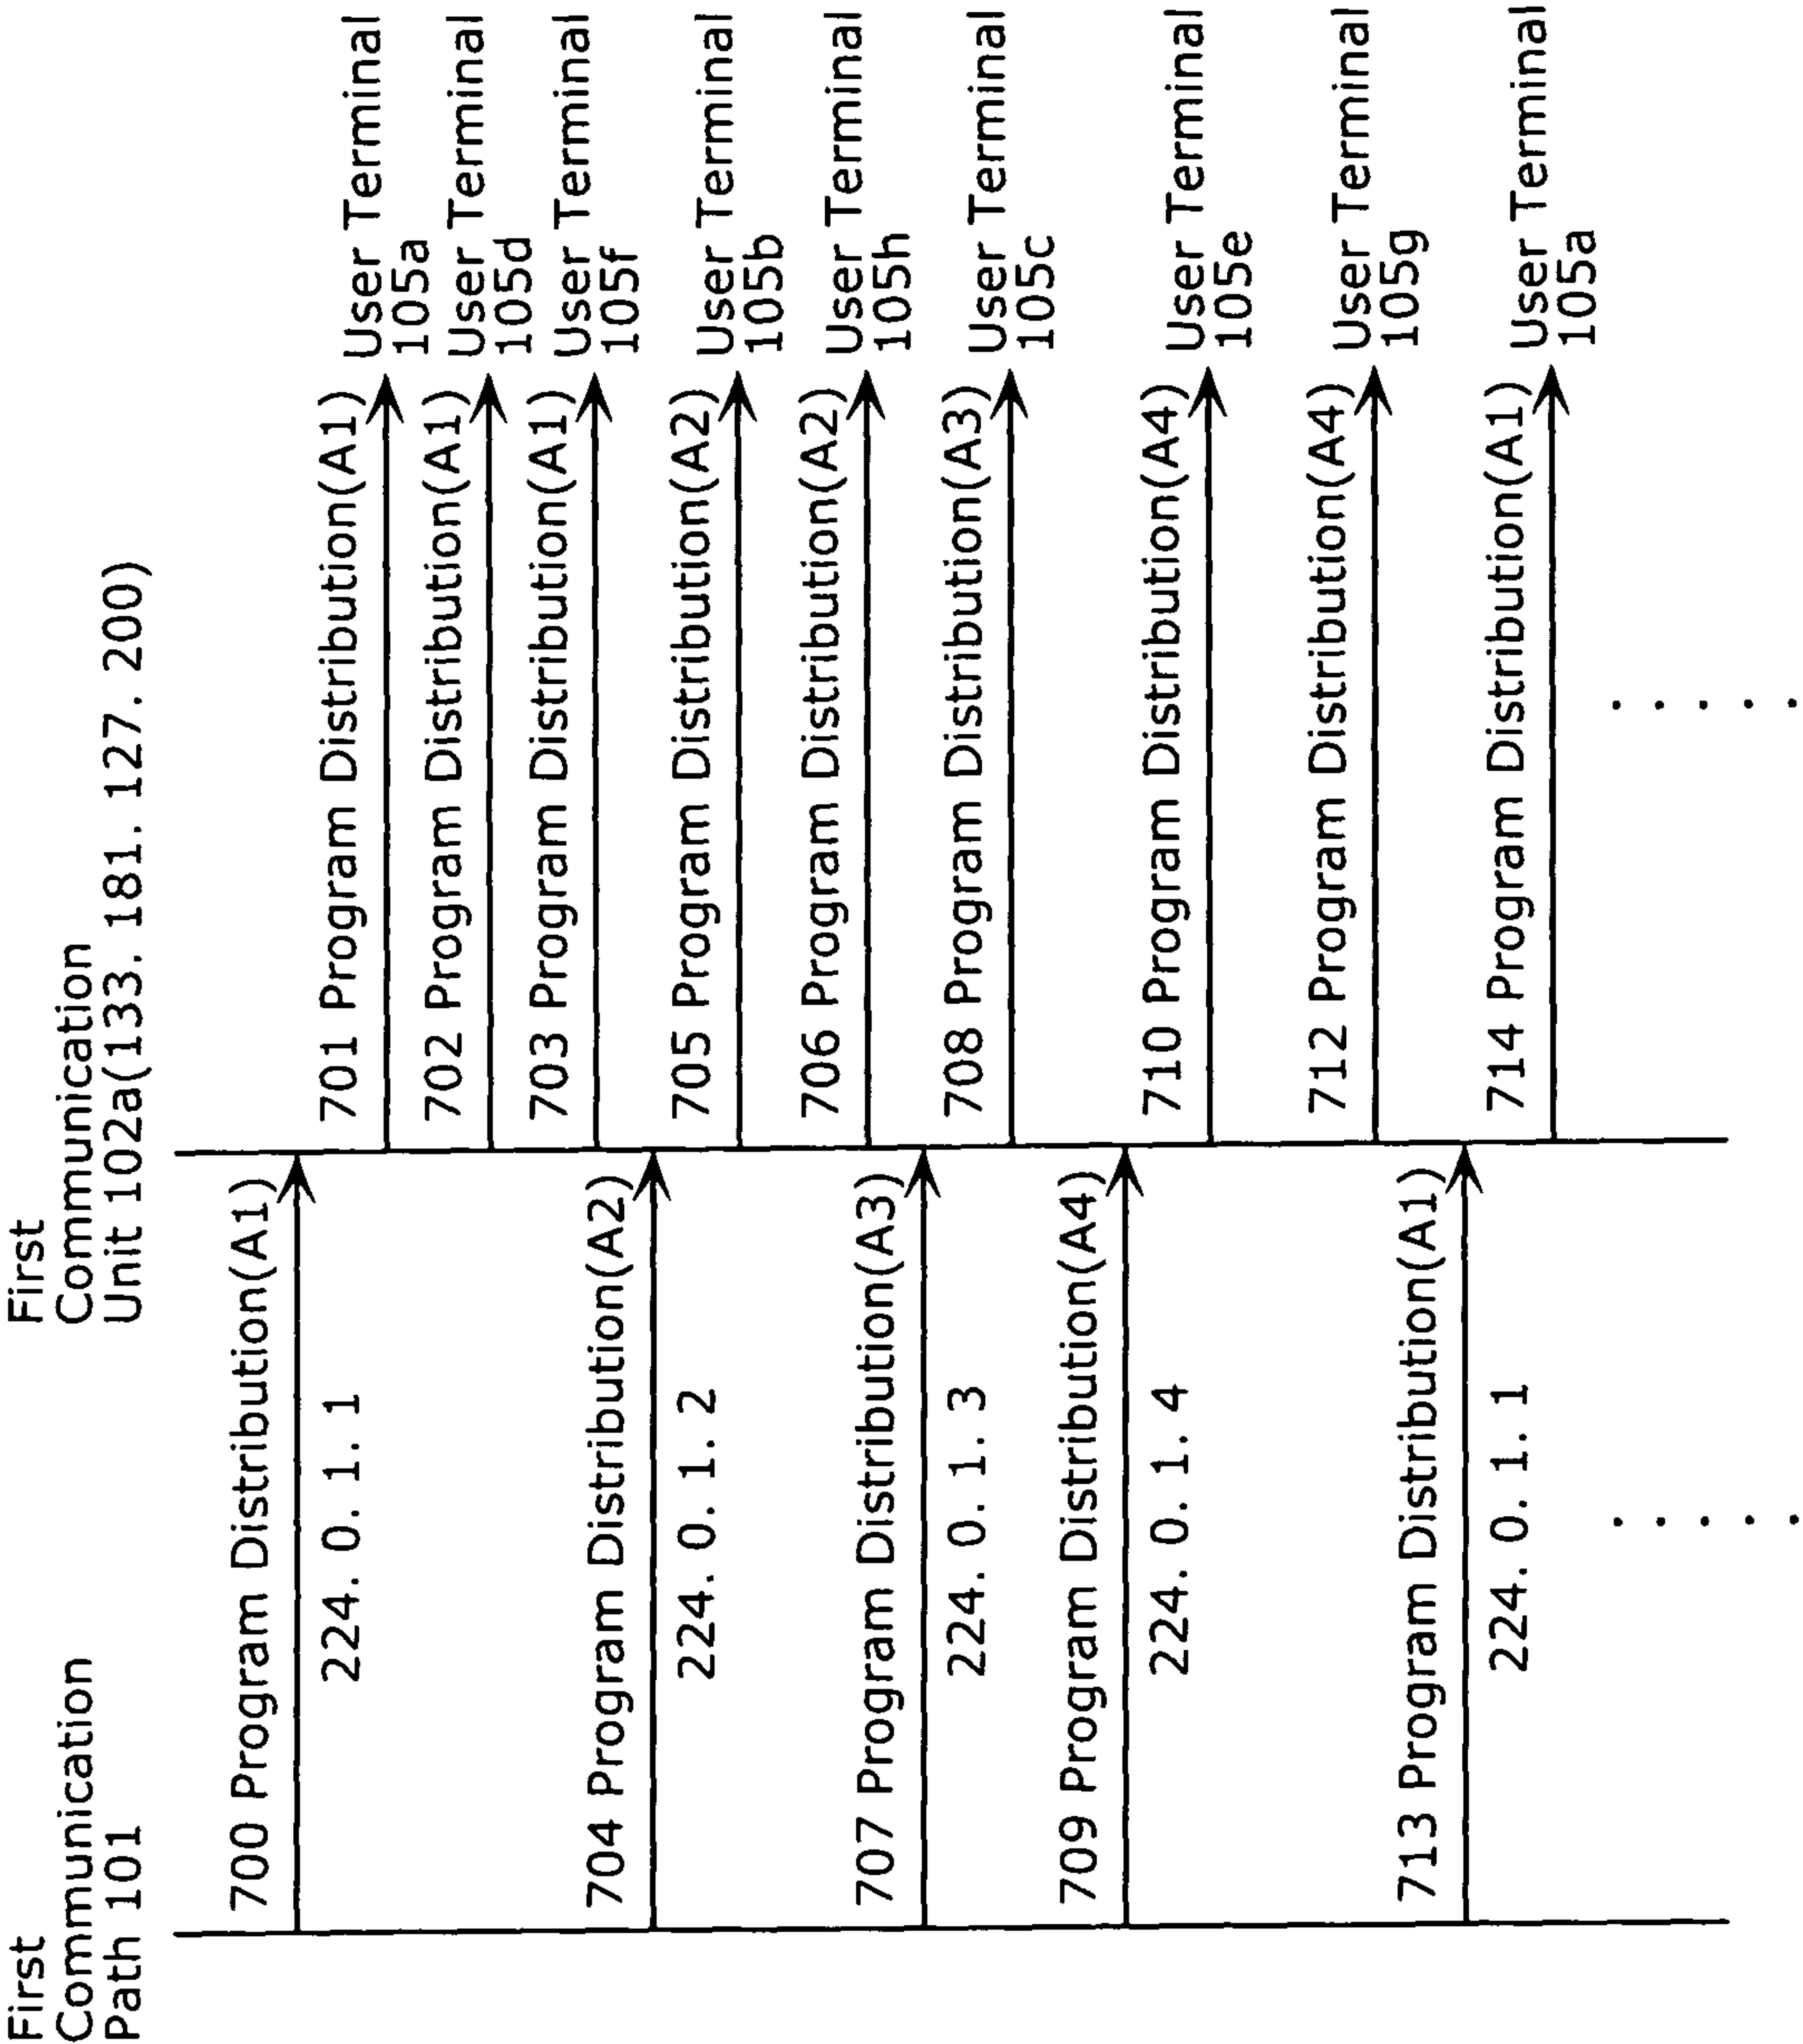 First
Communication
Path 101
First
Communication
Unit 102a(133. 181. 127. 200)
700 Program Distribution(A1)
224. 0. 1. 1
701 Program Distribution(A1)
User Terminal
105a
702 Program Distribution(A1)
User Terminal
105d
703 Program Distribution(A1)
User Terminal
105f
704 Program Distribution(A2)
224. 0. 1. 2
705 Program Distribution(A2)
User Terminal
105b
706 Program Distribution(A2)
User Terminal
105h
707 Program Distribution(A3)
224. 0. 1. 3
708 Program Distribution(A3)
User Terminal
105c
709 Program Distribution(A4)
224. 0. 1. 4
710 Program Distribution(A4)
User Terminal
105e
712 Program Distribution(A4)
User Terminal
105g
713 Program Distribution(A1)
224. 0. 1. 1
714 Program Distribution(A1)
User Terminal
105a
. . . . .
. . . . .